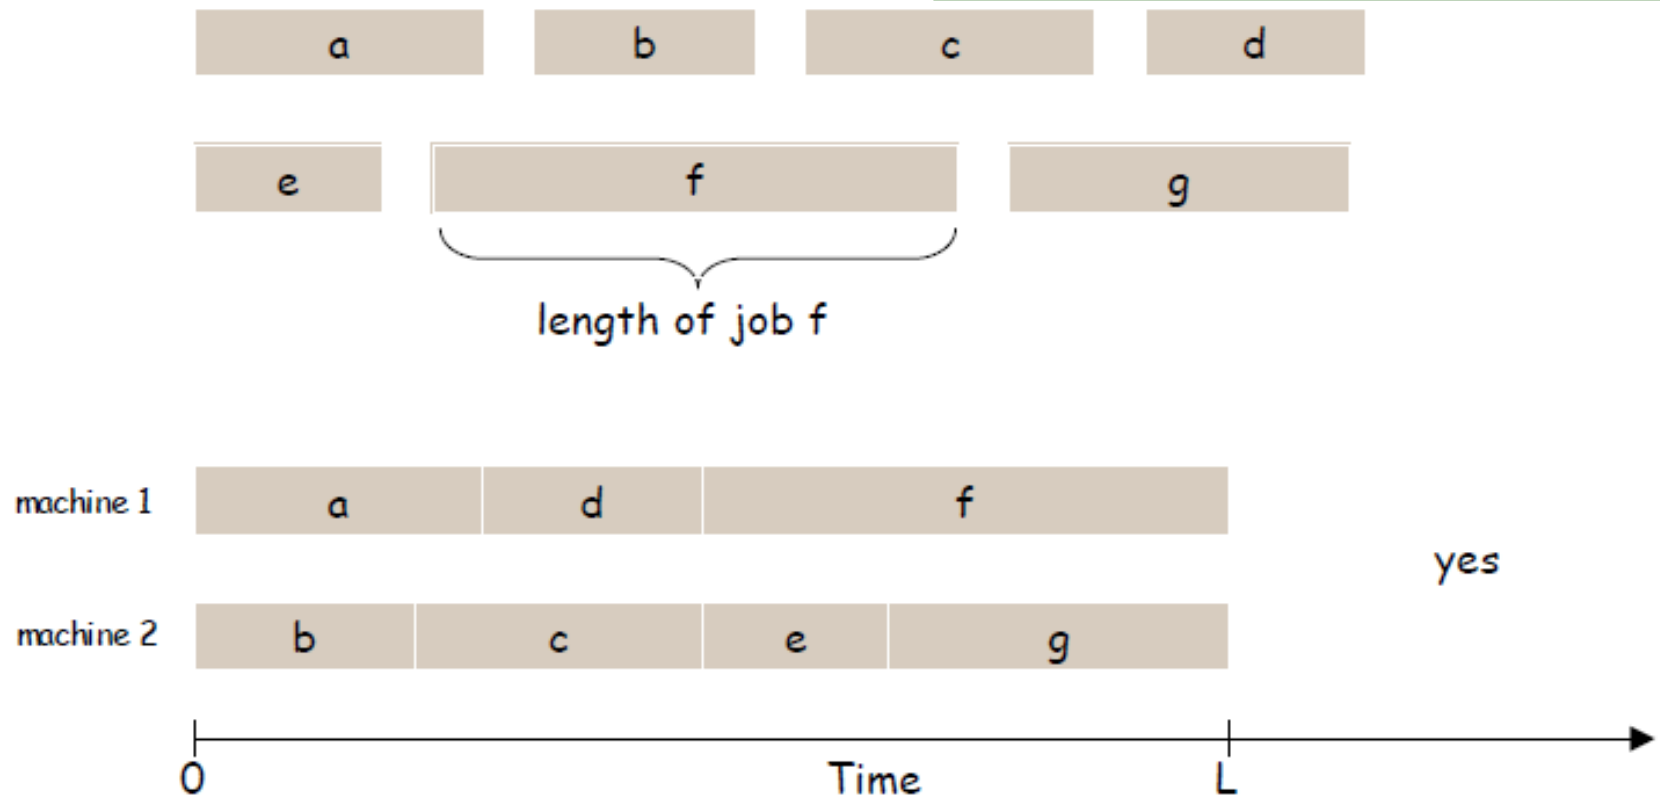 a b c d
e f g
length of job f
machine 1 a d f
yes
machine 2 b c e g
0 Time L